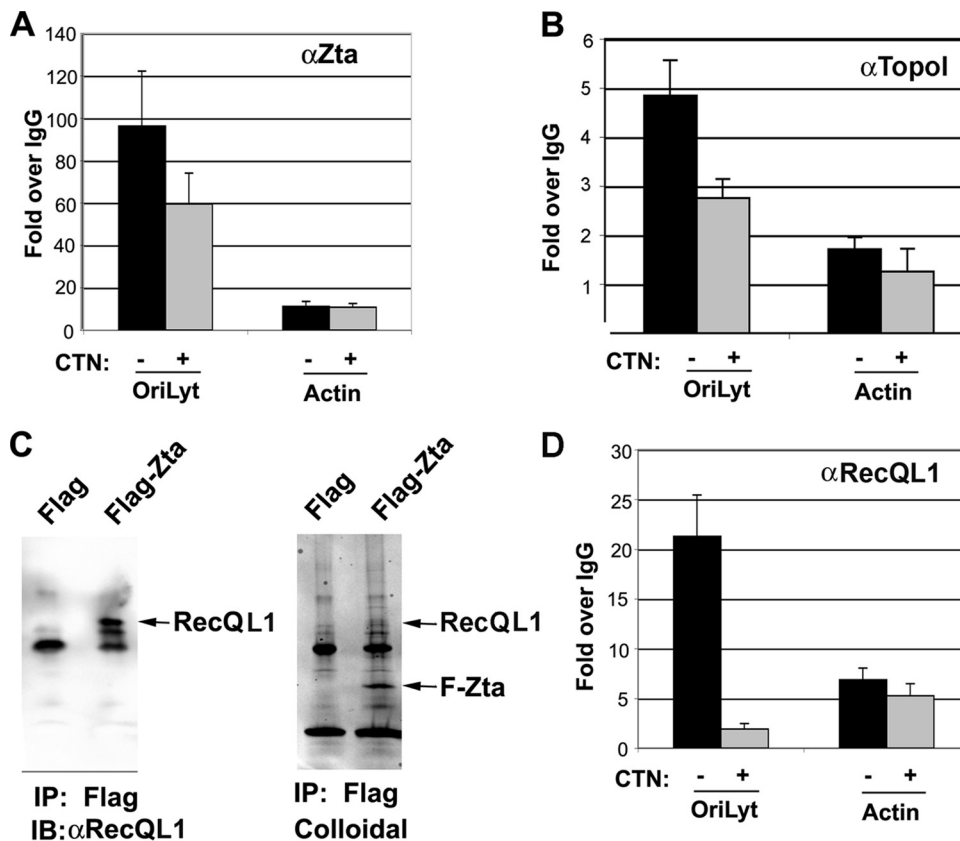 A
αZta
Fold over IgG
140
120
100
80
60
40
20
0
CTN: - + - +
OriLyt Actin
B
αTopoI
Fold over IgG
6
5
4
3
2
1
CTN: - + - +
OriLyt Actin
C
Flag Flag-Zta
RecQL1
IP: Flag
IB:αRecQL1
Flag Flag-Zta
RecQL1
F-Zta
IP: Flag
Colloidal
D
αRecQL1
Fold over IgG
30
25
20
15
10
5
0
CTN: - + - +
OriLyt Actin